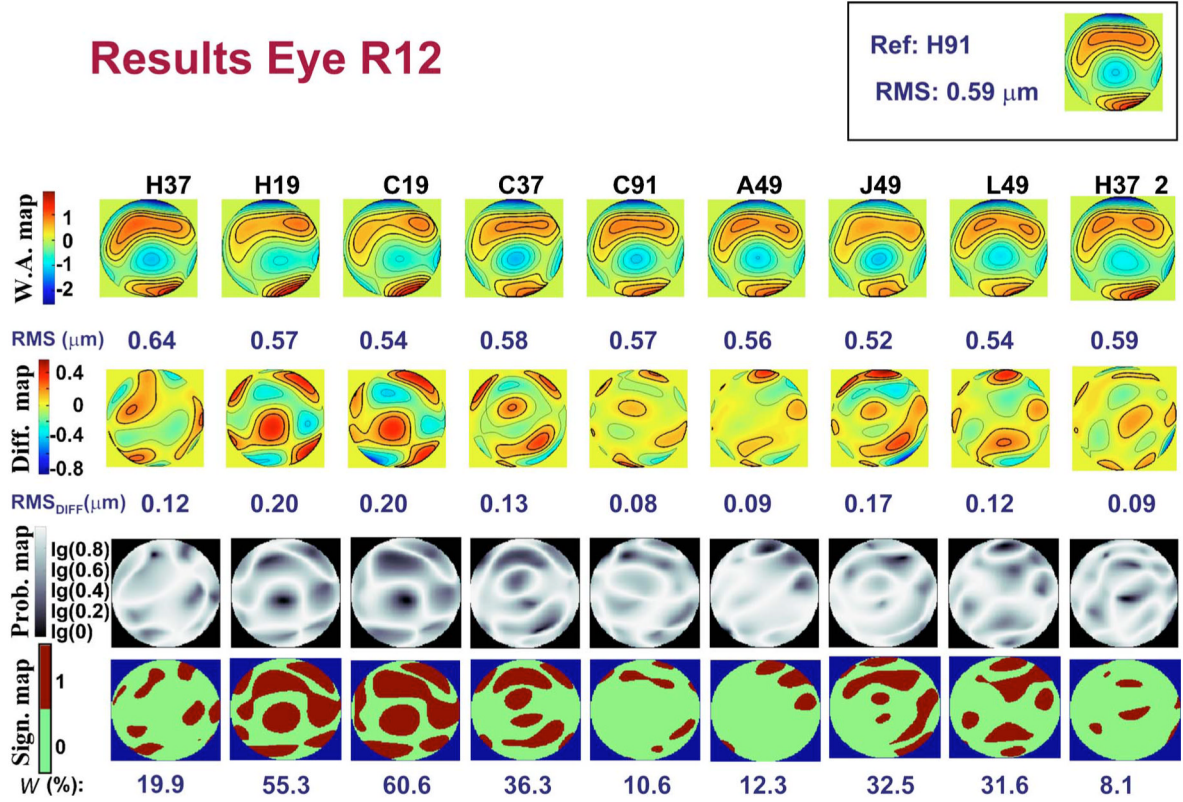 Results Eye R12
Ref: H91
RMS: 0.59 μm
H37 H19 C19 C37 C91 A49 J49 L49 H37_2
W.A. map
1
0
-1
-2
RMS (μm) 0.64 0.57 0.54 0.58 0.57 0.56 0.52 0.54 0.59
Diff. map
0.4
0
-0.4
-0.8
RMSDIFF(μm) 0.12 0.20 0.20 0.13 0.08 0.09 0.17 0.12 0.09
Prob. map
lg(0.8)
lg(0.6)
lg(0.4)
lg(0.2)
lg(0)
Sign. map
1
0
W (%): 19.9 55.3 60.6 36.3 10.6 12.3 32.5 31.6 8.1